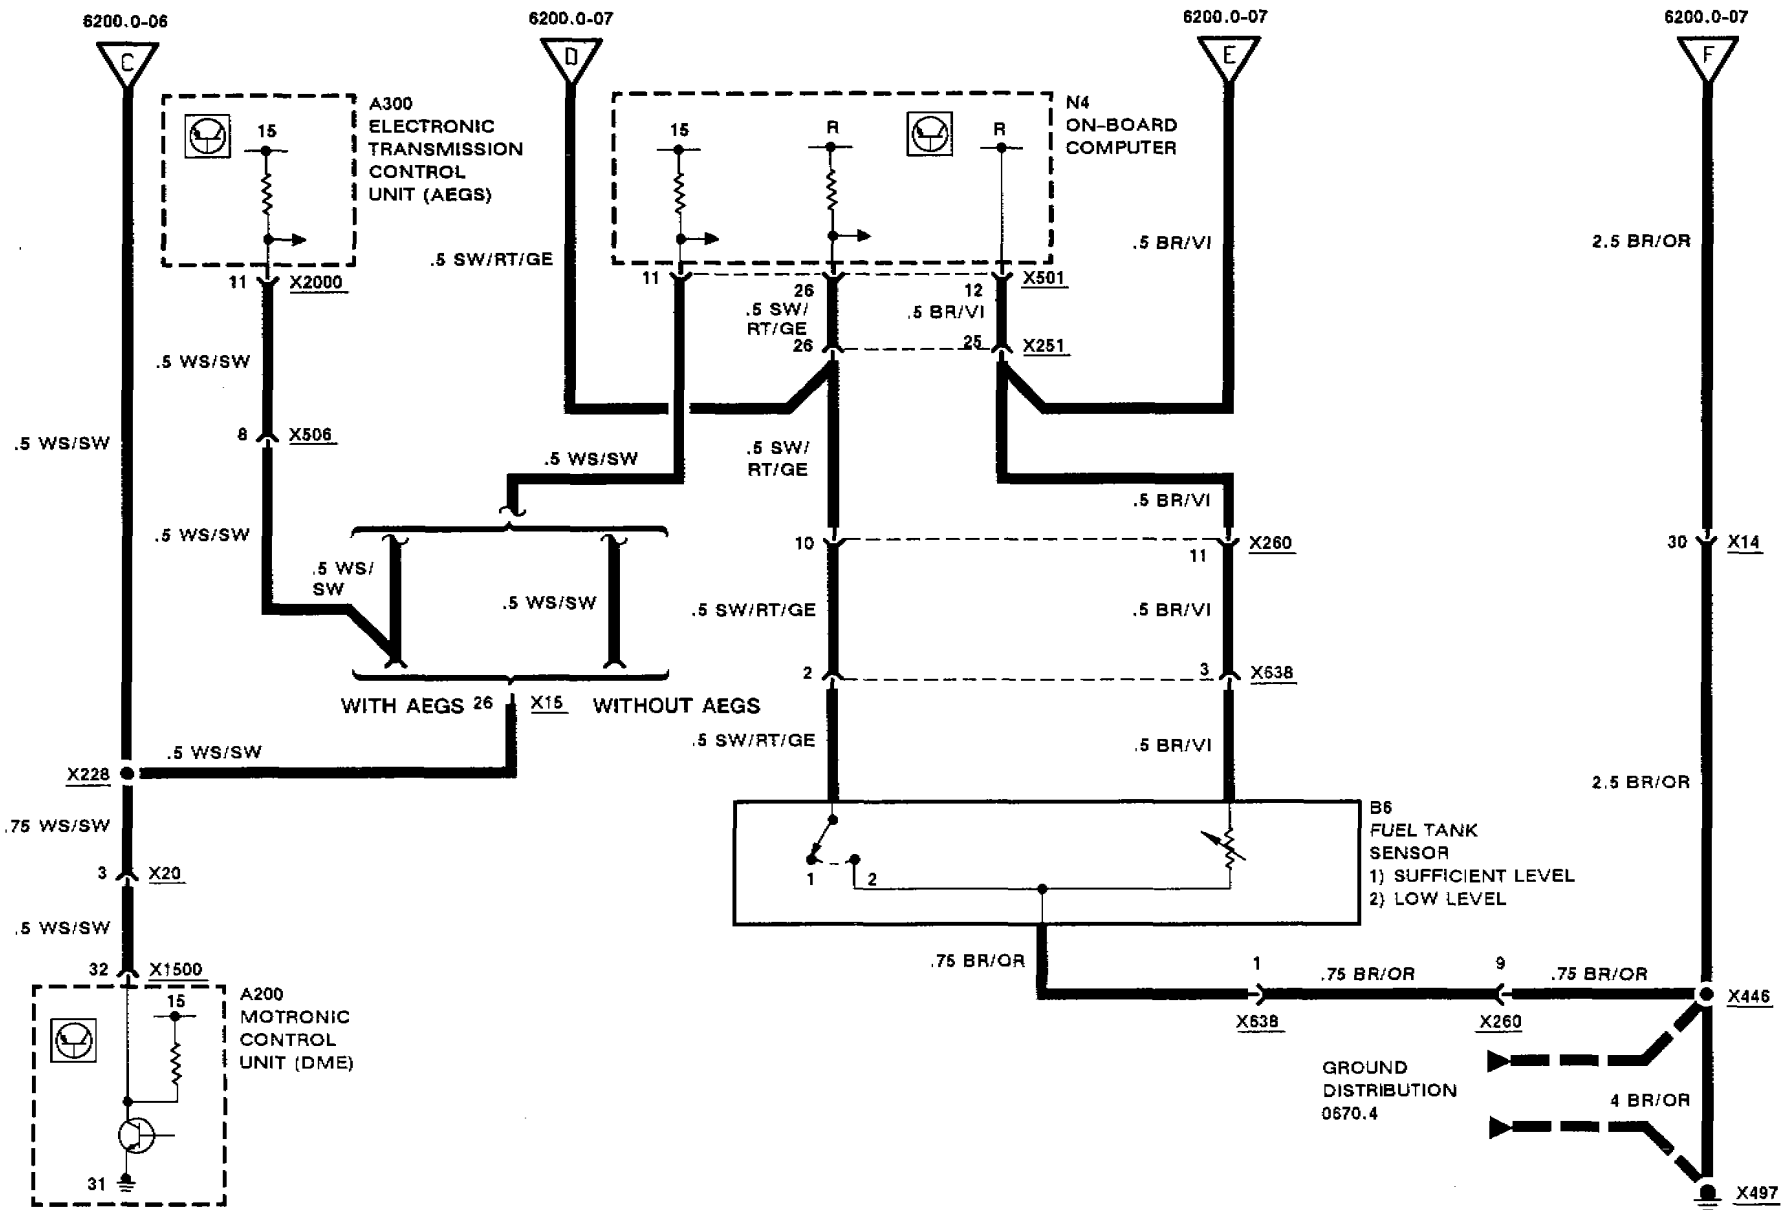 6200.0-06
6200.0-07
6200.0-07
6200.0-07
C
D
E
F
A300
ELECTRONIC
TRANSMISSION
CONTROL
UNIT (AEGS)
15
N4
ON-BOARD
COMPUTER
15
R
R
.5 SW/RT/GE
.5 BR/VI
2.5 BR/OR
11
X2000
11
26
12
X501
.5 SW/
RT/GE
.5 BR/VI
26
25
X251
.5 WS/SW
8
X506
.5 WS/SW
.5 WS/SW
.5 SW/
RT/GE
.5 BR/VI
.5 WS/SW
10
11
X260
30
X14
.5 WS/
SW
.5 WS/SW
.5 SW/RT/GE
.5 BR/VI
2
3
X638
WITH AEGS
26
X15
WITHOUT AEGS
.5 WS/SW
.5 SW/RT/GE
.5 BR/VI
X228
2.5 BR/OR
.75 WS/SW
B6
FUEL TANK
SENSOR
1) SUFFICIENT LEVEL
2) LOW LEVEL
1
2
3
X20
.5 WS/SW
32
X1500
.75 BR/OR
1
.75 BR/OR
9
.75 BR/OR
X638
X260
X446
A200
MOTRONIC
CONTROL
UNIT (DME)
15
31
GROUND
DISTRIBUTION
0670.4
4 BR/OR
X497